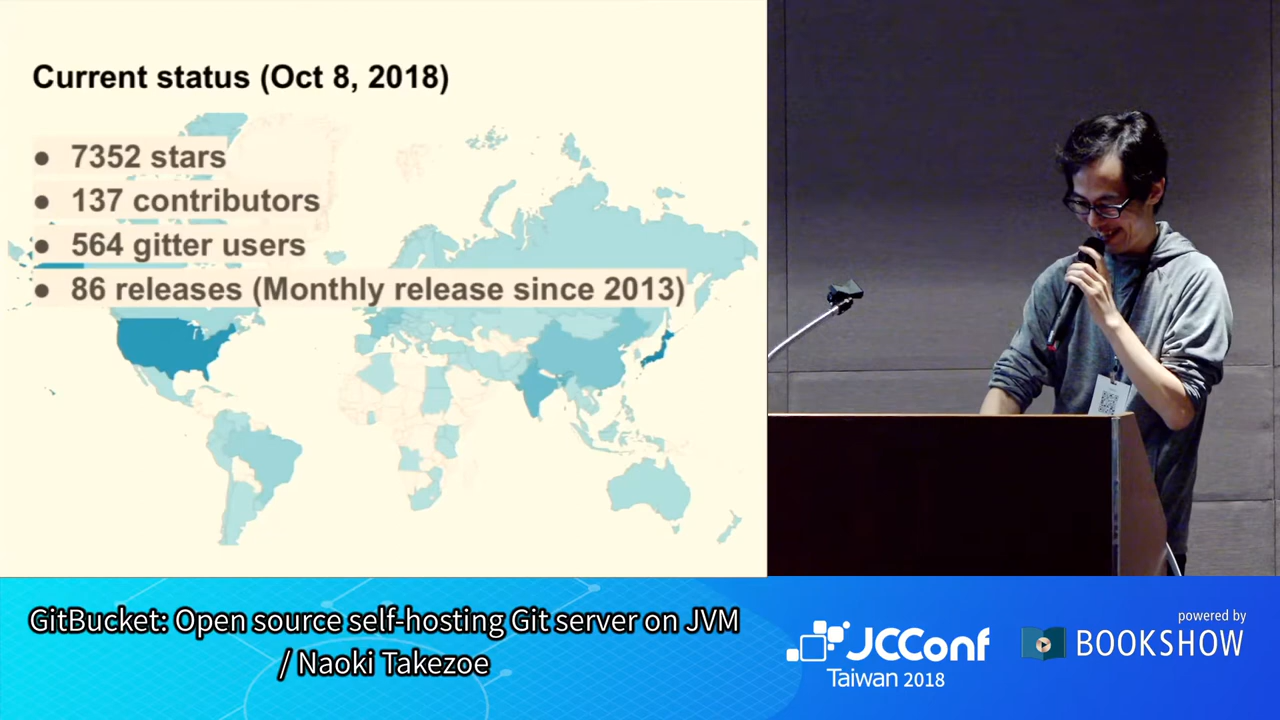 Current status (Oct 8, 2018)
● 7352 stars
● 137 contributors
● 564 gitter users
● 86 releases (Monthly release since 2013)
GitBucket: Open source self-hosting Git server on JVM
/ Naoki Takezoe
JCConf
Taiwan 2018
powered by
BOOKSHOW